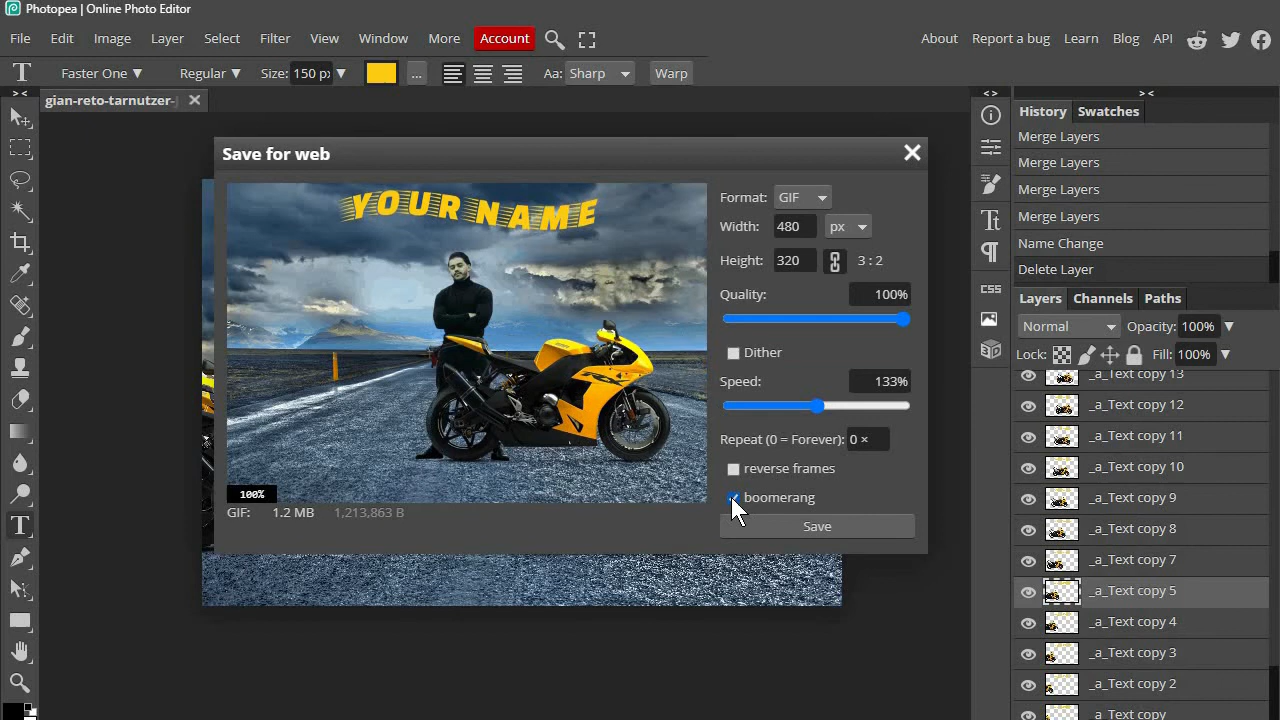 Photopea | Online Photo Editor
File Edit Image Layer Select Filter View Window More Account About Report a bug Learn Blog API
Faster One Regular Size: 150 px ... Aa: Sharp Warp
gian-reto-tarnutzer-
Save for web
YOUR NAME
100%
GIF: 1.2 MB 1,213,863 B
Format: GIF
Width: 480 px
Height: 320 3 : 2
Quality: 100%
Dither
Speed: 133%
Repeat (0 = Forever): 0 ×
reverse frames
boomerang
Save
CSS
History Swatches
Merge Layers
Merge Layers
Merge Layers
Merge Layers
Name Change
Delete Layer
Layers Channels Paths
Normal Opacity: 100%
Lock: Fill: 100%
_a_Text copy 13
_a_Text copy 12
_a_Text copy 11
_a_Text copy 10
_a_Text copy 9
_a_Text copy 8
_a_Text copy 7
_a_Text copy 5
_a_Text copy 4
_a_Text copy 3
_a_Text copy 2
_a_Text copy